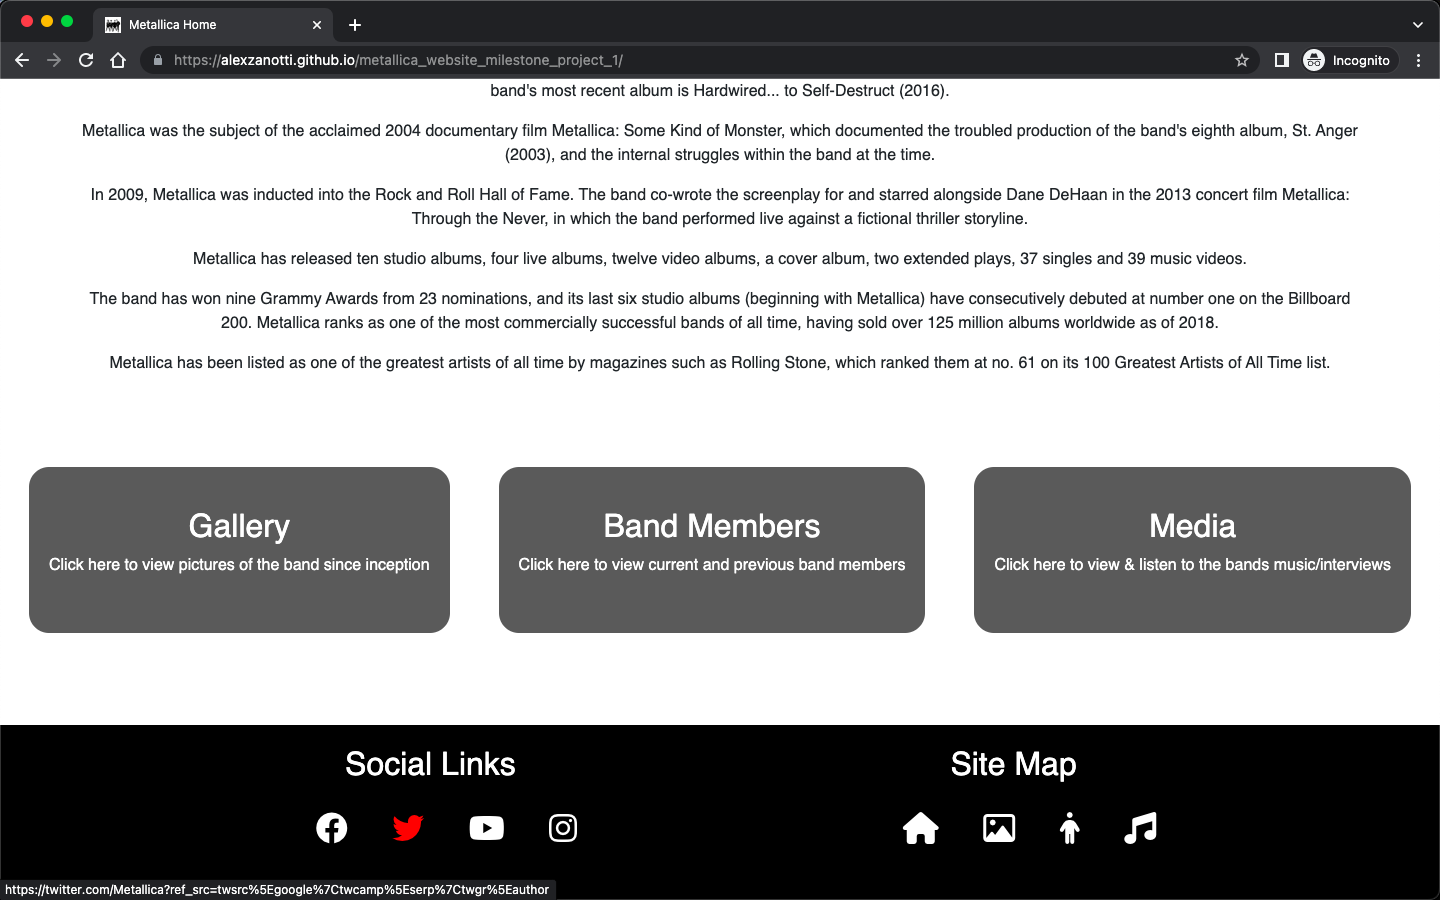 Metallica Home
https://alexzanotti.github.io/metallica_website_milestone_project_1/
Incognito
band's most recent album is Hardwired... to Self-Destruct (2016).
Metallica was the subject of the acclaimed 2004 documentary film Metallica: Some Kind of Monster, which documented the troubled production of the band's eighth album, St. Anger
(2003), and the internal struggles within the band at the time.
In 2009, Metallica was inducted into the Rock and Roll Hall of Fame. The band co-wrote the screenplay for and starred alongside Dane DeHaan in the 2013 concert film Metallica:
Through the Never, in which the band performed live against a fictional thriller storyline.
Metallica has released ten studio albums, four live albums, twelve video albums, a cover album, two extended plays, 37 singles and 39 music videos.
The band has won nine Grammy Awards from 23 nominations, and its last six studio albums (beginning with Metallica) have consecutively debuted at number one on the Billboard
200. Metallica ranks as one of the most commercially successful bands of all time, having sold over 125 million albums worldwide as of 2018.
Metallica has been listed as one of the greatest artists of all time by magazines such as Rolling Stone, which ranked them at no. 61 on its 100 Greatest Artists of All Time list.
Gallery
Click here to view pictures of the band since inception
Band Members
Click here to view current and previous band members
Media
Click here to view & listen to the bands music/interviews
Social Links
Site Map
https://twitter.com/Metallica?ref_src=twsrc%5Egoogle%7Ctwcamp%5Eserp%7Ctwgr%5Eauthor